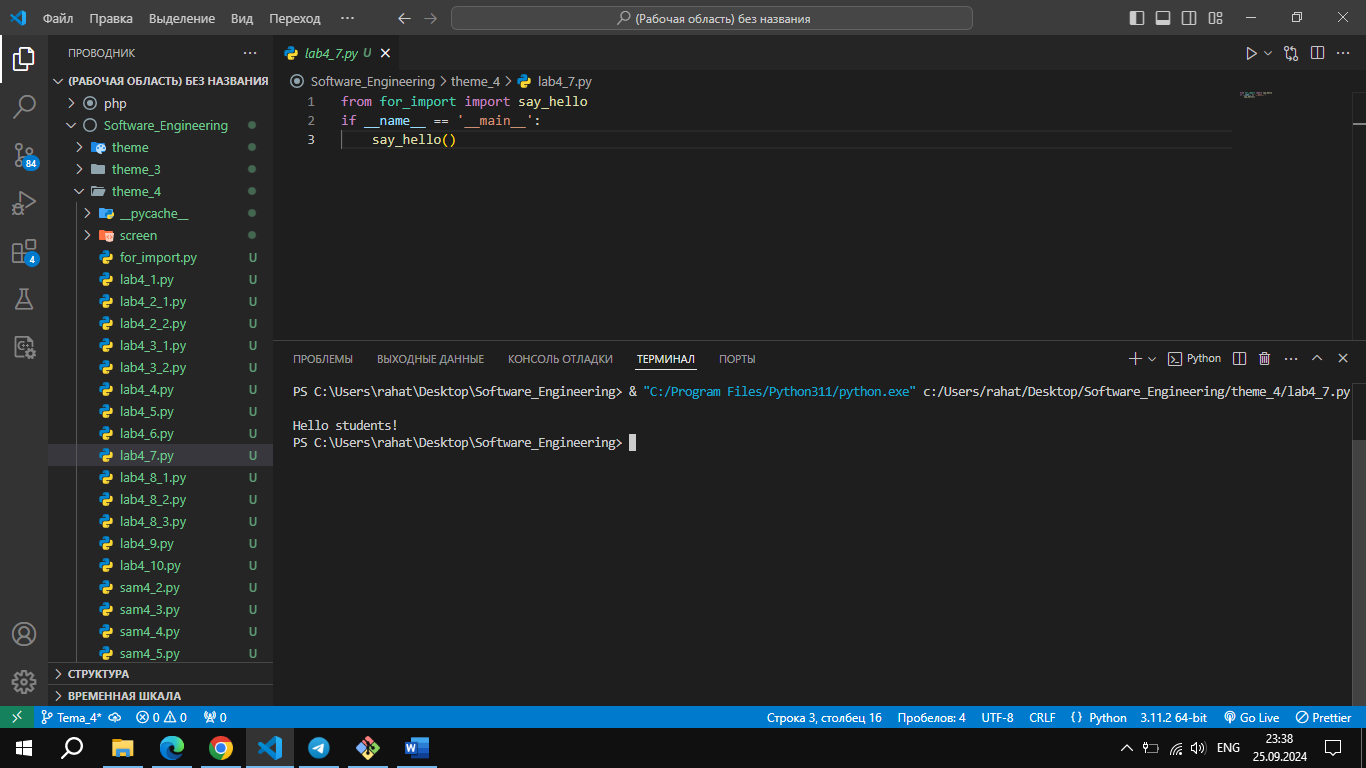 Файл Правка Выделение Вид Переход ··· (Рабочая область) без названия
ПРОВОДНИК ···
(РАБОЧАЯ ОБЛАСТЬ) БЕЗ НАЗВАНИЯ
php
Software_Engineering
theme
theme_3
theme_4
__pycache__
screen
for_import.py U
lab4_1.py U
lab4_2_1.py U
lab4_2_2.py U
lab4_3_1.py U
lab4_3_2.py U
lab4_4.py U
lab4_5.py U
lab4_6.py U
lab4_7.py U
lab4_8_1.py U
lab4_8_2.py U
lab4_8_3.py U
lab4_9.py U
lab4_10.py U
sam4_2.py U
sam4_3.py U
sam4_4.py U
sam4_5.py U
СТРУКТУРА
ВРЕМЕННАЯ ШКАЛА
84
4
lab4_7.py U
Software_Engineering > theme_4 > lab4_7.py
1 from for_import import say_hello
2 if __name__ == '__main__':
3 say_hello()
ПРОБЛЕМЫ ВЫХОДНЫЕ ДАННЫЕ КОНСОЛЬ ОТЛАДКИ ТЕРМИНАЛ ПОРТЫ Python
PS C:\Users\rahat\Desktop\Software_Engineering> & "C:/Program Files/Python311/python.exe" c:/Users/rahat/Desktop/Software_Engineering/theme_4/lab4_7.py
Hello students!
PS C:\Users\rahat\Desktop\Software_Engineering>
Tema_4* 0 0 0 Строка 3, столбец 16 Пробелов: 4 UTF-8 CRLF Python 3.11.2 64-bit Go Live Prettier
ENG 23:38
25.09.2024